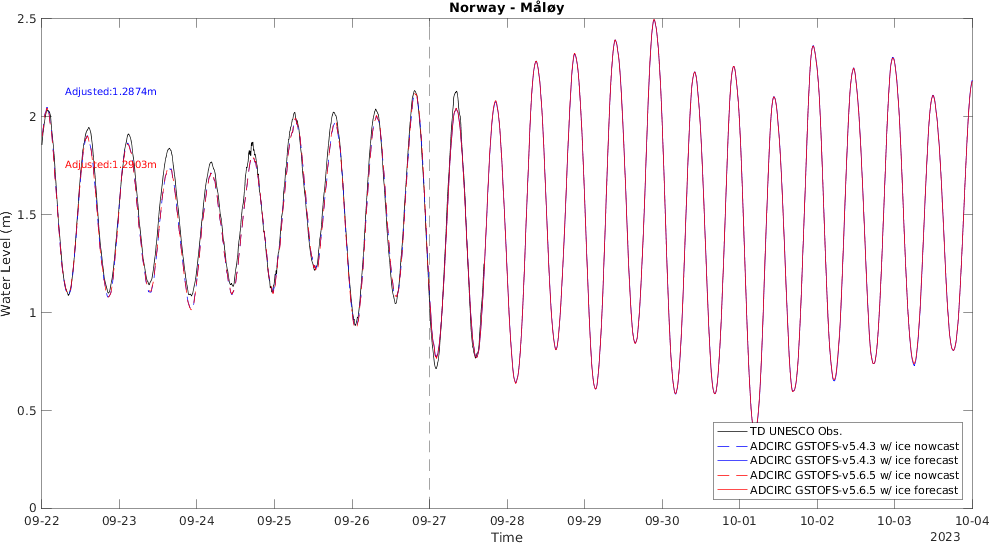 Norway - Måløy
2.5
2
1.5
1
0.5
0
Water Level (m)
Adjusted:1.2874m
Adjusted:1.2903m
TD UNESCO Obs.
ADCIRC GSTOFS-v5.4.3 w/ ice nowcast
ADCIRC GSTOFS-v5.4.3 w/ ice forecast
ADCIRC GSTOFS-v5.6.5 w/ ice nowcast
ADCIRC GSTOFS-v5.6.5 w/ ice forecast
09-22 09-23 09-24 09-25 09-26 09-27 09-28 09-29 09-30 10-01 10-02 10-03 10-04
Time
2023